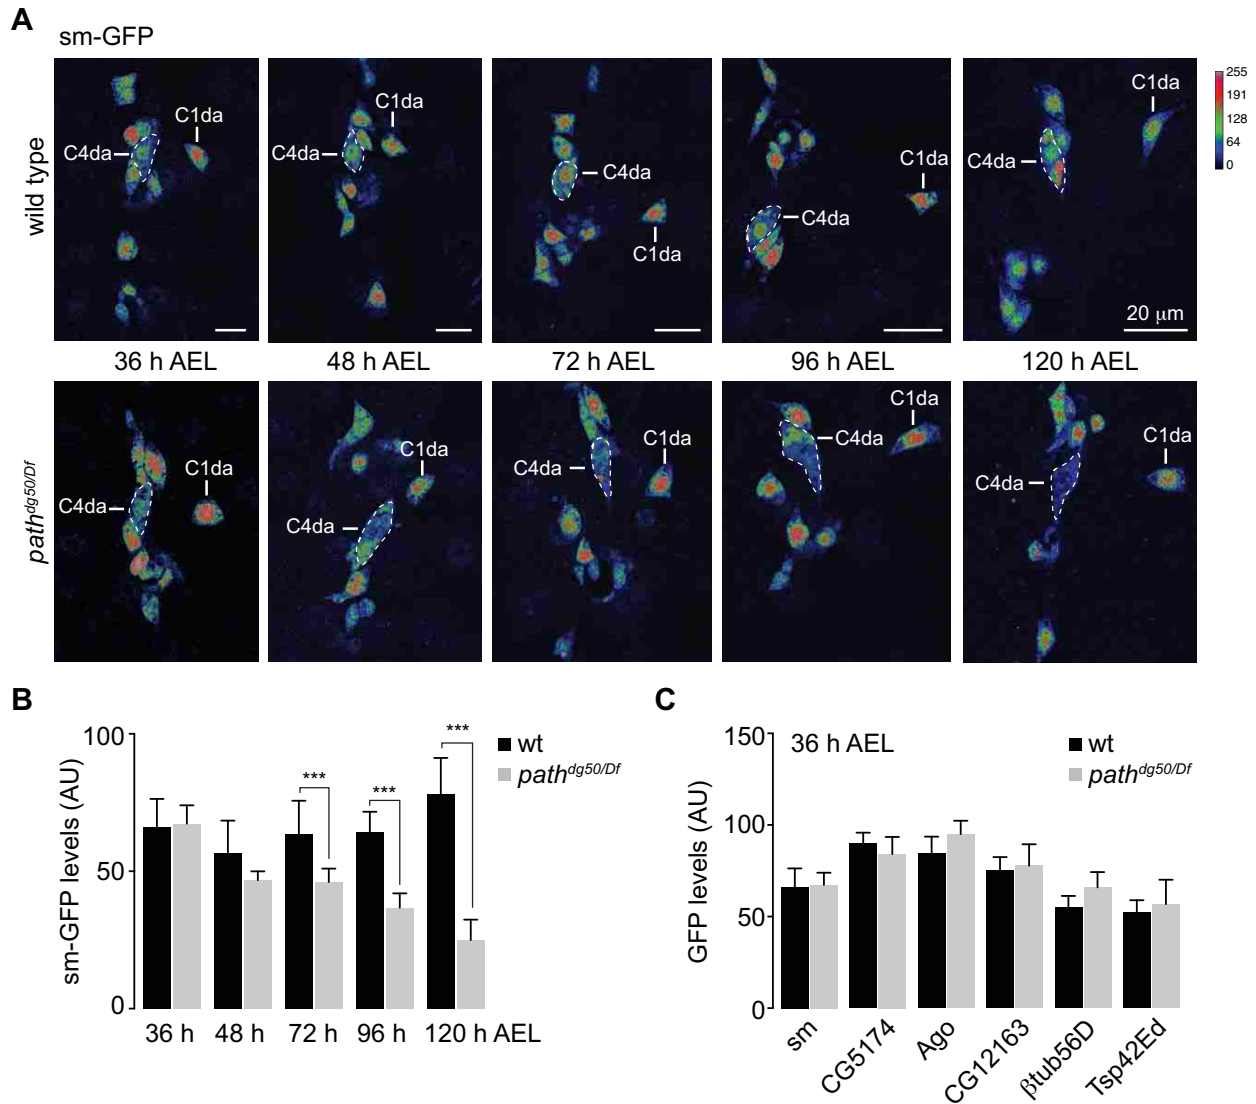 A
sm-GFP
wild type
C4da
C1da
C4da
C1da
C4da
C1da
C1da
C4da
C1da
C4da
20 μm
255
191
128
64
0
36 h AEL
48 h AEL
72 h AEL
96 h AEL
120 h AEL
path^dg50/Df
C1da
C4da
C1da
C4da
C1da
C4da
C1da
C4da
C1da
C4da
B
sm-GFP levels (AU)
100
50
0
***
***
***
wt
path^dg50/Df
36 h
48 h
72 h
96 h
120 h AEL
C
GFP levels (AU)
150
100
50
0
36 h AEL
wt
path^dg50/Df
sm
CG5174
Ago
CG12163
βtub56D
Tsp42Ed